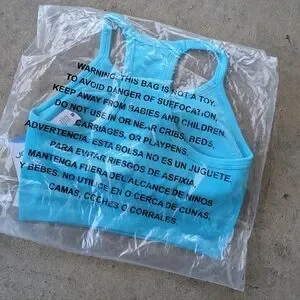 WARNING: THIS BAG IS NOT A TOY.
TO AVOID DANGER OF SUFFOCATION,
KEEP AWAY FROM BABIES AND CHILDREN.
DO NOT USE IN OR NEAR CRIBS, BEDS,
CARRIAGES, OR PLAYPENS.
ADVERTENCIA: ESTA BOLSA NO ES UN JUGUETE.
PARA EVITAR RIESGOS DE ASFIXIA,
MANTENGA FUERA DEL ALCANCE DE NINOS
Y BEBES. NO UTILICE EN O CERCA DE CUNAS,
CAMAS, COCHES O CORRALES.